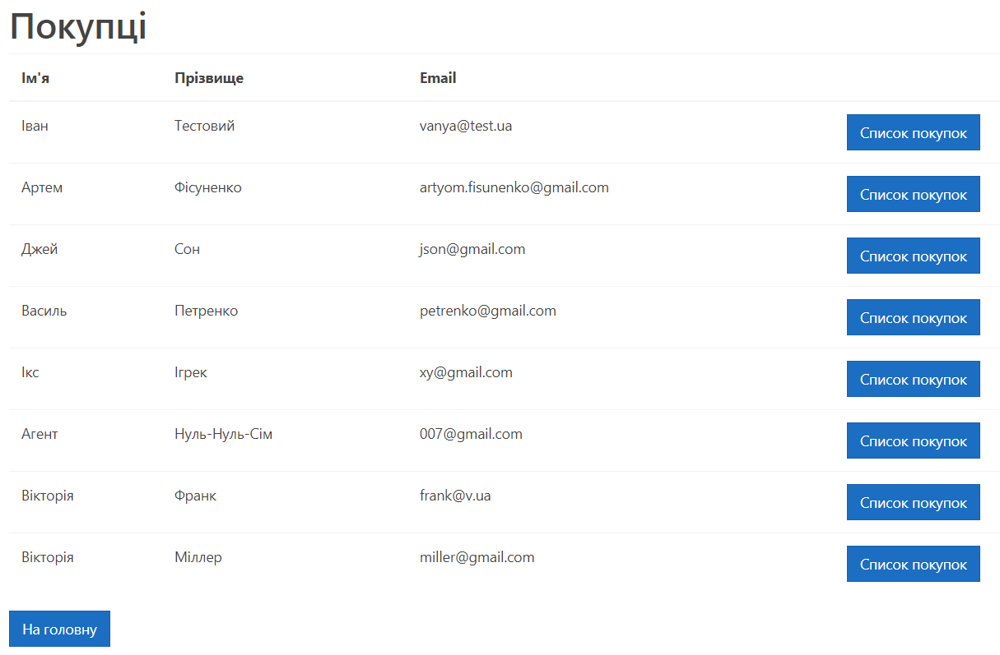 Покупці
Ім'я Прізвище Email
Іван Тестовий vanya@test.ua Список покупок
Артем Фісуненко artyom.fisunenko@gmail.com Список покупок
Джей Сон json@gmail.com Список покупок
Василь Петренко petrenko@gmail.com Список покупок
Ікс Ігрек xy@gmail.com Список покупок
Агент Нуль-Нуль-Сім 007@gmail.com Список покупок
Вікторія Франк frank@v.ua Список покупок
Вікторія Міллер miller@gmail.com Список покупок
На головну